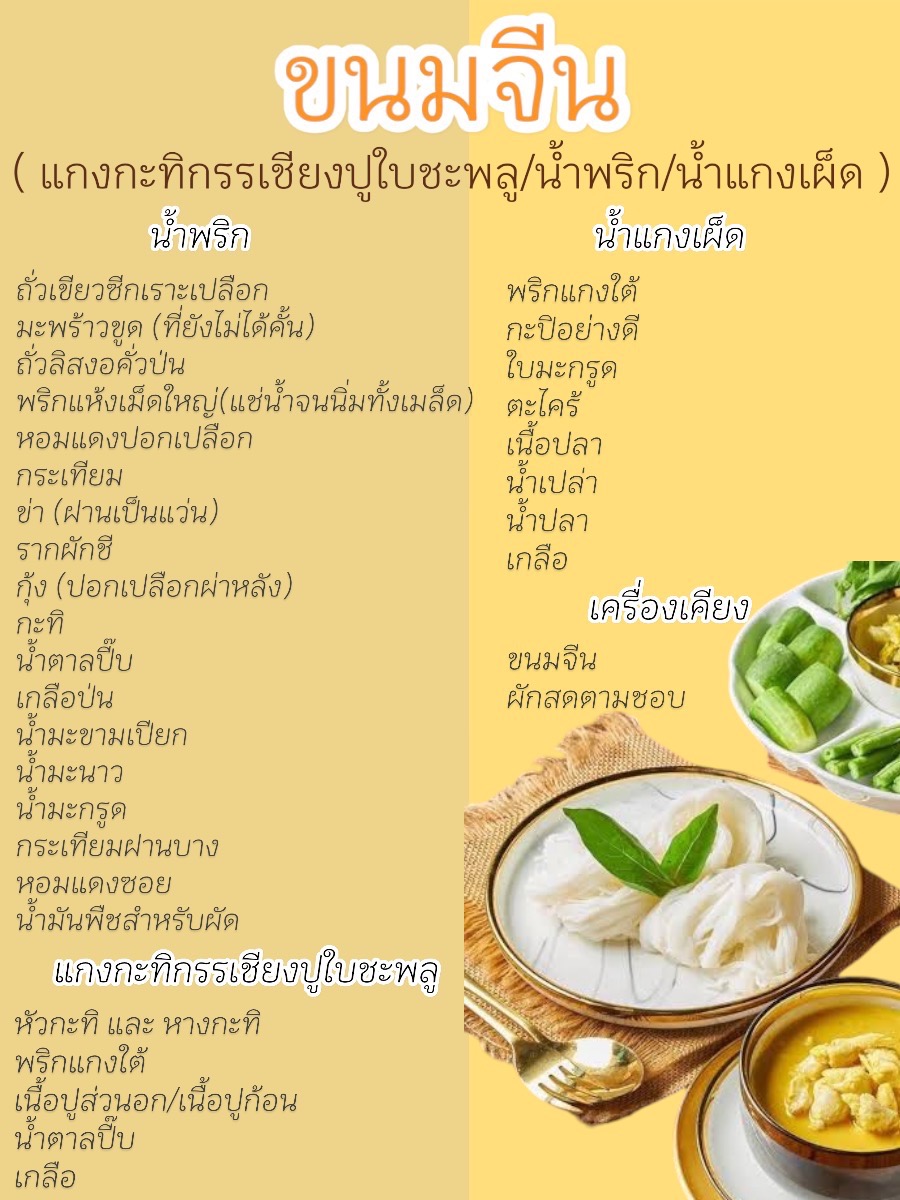 ขนมจีน
( แกงกะทิกรรเชียงปูใบชะพลู/น้ำพริก/น้ำแกงเผ็ด )
น้ำพริก
ถั่วเขียวซีกเราะเปลือก
มะพร้าวขูด (ที่ยังไม่ได้คั้น)
ถั่วลิสงอคั่วป่น
พริกแห้งเม็ดใหญ่(แช่น้ำจนนิ่มทั้งเมล็ด)
หอมแดงปอกเปลือก
กระเทียม
ข่า (ฝานเป็นแว่น)
รากผักชี
กุ้ง (ปอกเปลือกผ่าหลัง)
กะทิ
น้ำตาลปี๊บ
เกลือป่น
น้ำมะขามเปียก
น้ำมะนาว
น้ำมะกรูด
กระเทียมฝานบาง
หอมแดงซอย
น้ำมันพืชสำหรับผัด
แกงกะทิกรรเชียงปูใบชะพลู
หัวกะทิ และ หางกะทิ
พริกแกงใต้
เนื้อปูส่วนอก/เนื้อปูก้อน
น้ำตาลปี๊บ
เกลือ
น้ำแกงเผ็ด
พริกแกงใต้
กะปิอย่างดี
ใบมะกรูด
ตะไคร้
เนื้อปลา
น้ำเปล่า
น้ำปลา
เกลือ
เครื่องเคียง
ขนมจีน
ผักสดตามชอบ